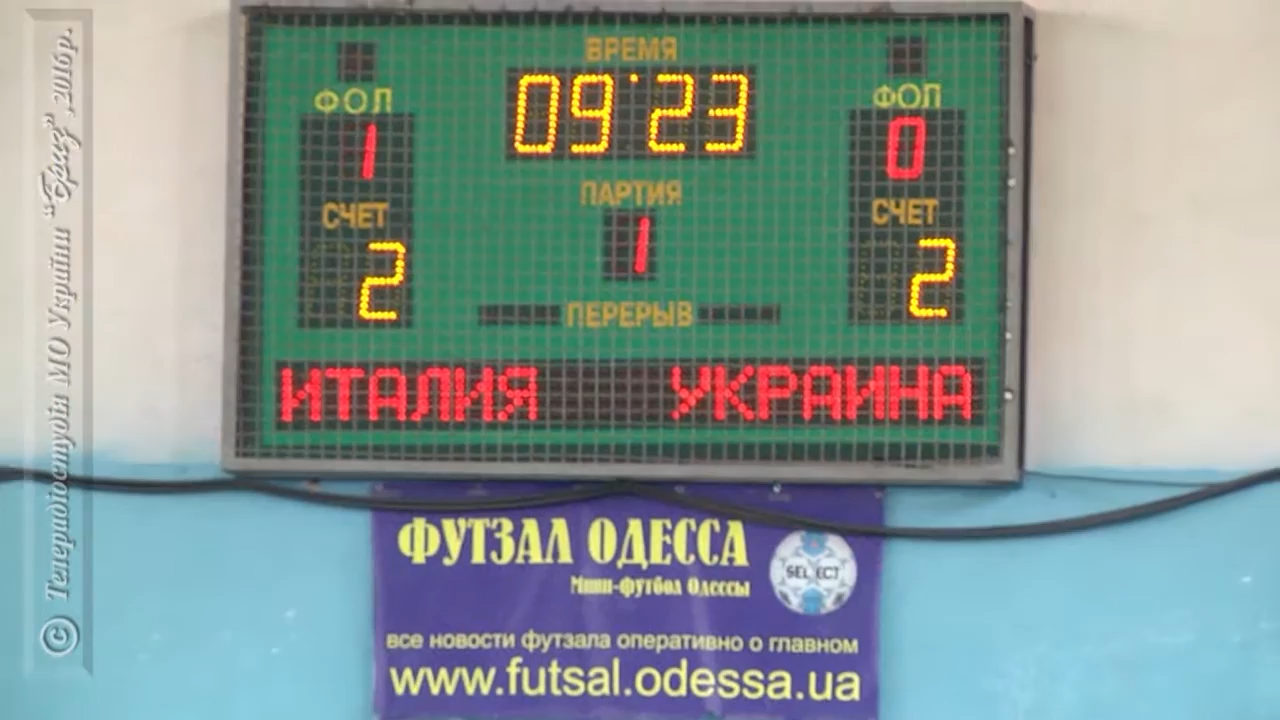 ВРЕМЯ
ФОЛ 09:23 ФОЛ
1 0
ПАРТИЯ
СЧЕТ 1 СЧЕТ
2 2
ПЕРЕРЫВ
ИТАЛИЯ УКРАИНА
ФУТЗАЛ ОДЕССА
Мини-футбол Одессы
SELECT
все новости футзала оперативно о главном
www.futsal.odessa.ua
© Телерадіостудія МО України "Бриз", 2016р.